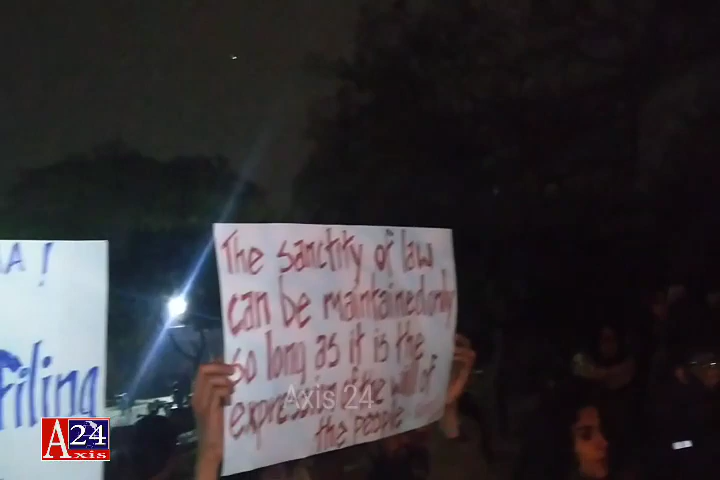 A !
filing
The sanctity of law
can be maintained only
so long as it is the
expression of the will of
the people
Axis 24
A24
xis